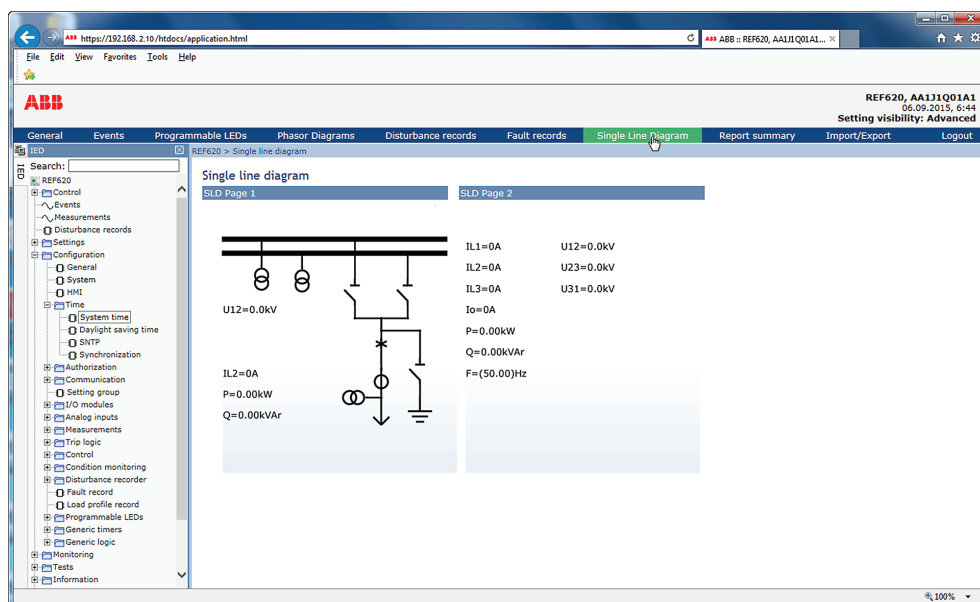 ABB https://192.168.2.10/htdocs/application.html
ABB ABB :: REF620, AA1J1Q01A1...
File Edit View Favorites Tools Help
ABB
REF620, AA1J1Q01A1
06.09.2015, 6:44
Setting visibility: Advanced
General Events Programmable LEDs Phasor Diagrams Disturbance records Fault records Single Line Diagram Report summary Import/Export Logout
IED
REF620 > Single line diagram
IED
Search:
REF620
Control
Events
Measurements
Disturbance records
Settings
Configuration
General
System
HMI
Time
System time
Daylight saving time
SNTP
Synchronization
Authorization
Communication
Setting group
I/O modules
Analog inputs
Measurements
Trip logic
Control
Condition monitoring
Disturbance recorder
Fault record
Load profile record
Programmable LEDs
Generic timers
Generic logic
Monitoring
Tests
Information
Single line diagram
SLD Page 1
U12=0.0kV
IL2=0A
P=0.00kW
Q=0.00kVAr
SLD Page 2
IL1=0A U12=0.0kV
IL2=0A U23=0.0kV
IL3=0A U31=0.0kV
Io=0A
P=0.00kW
Q=0.00kVAr
F=(50.00)Hz
100%